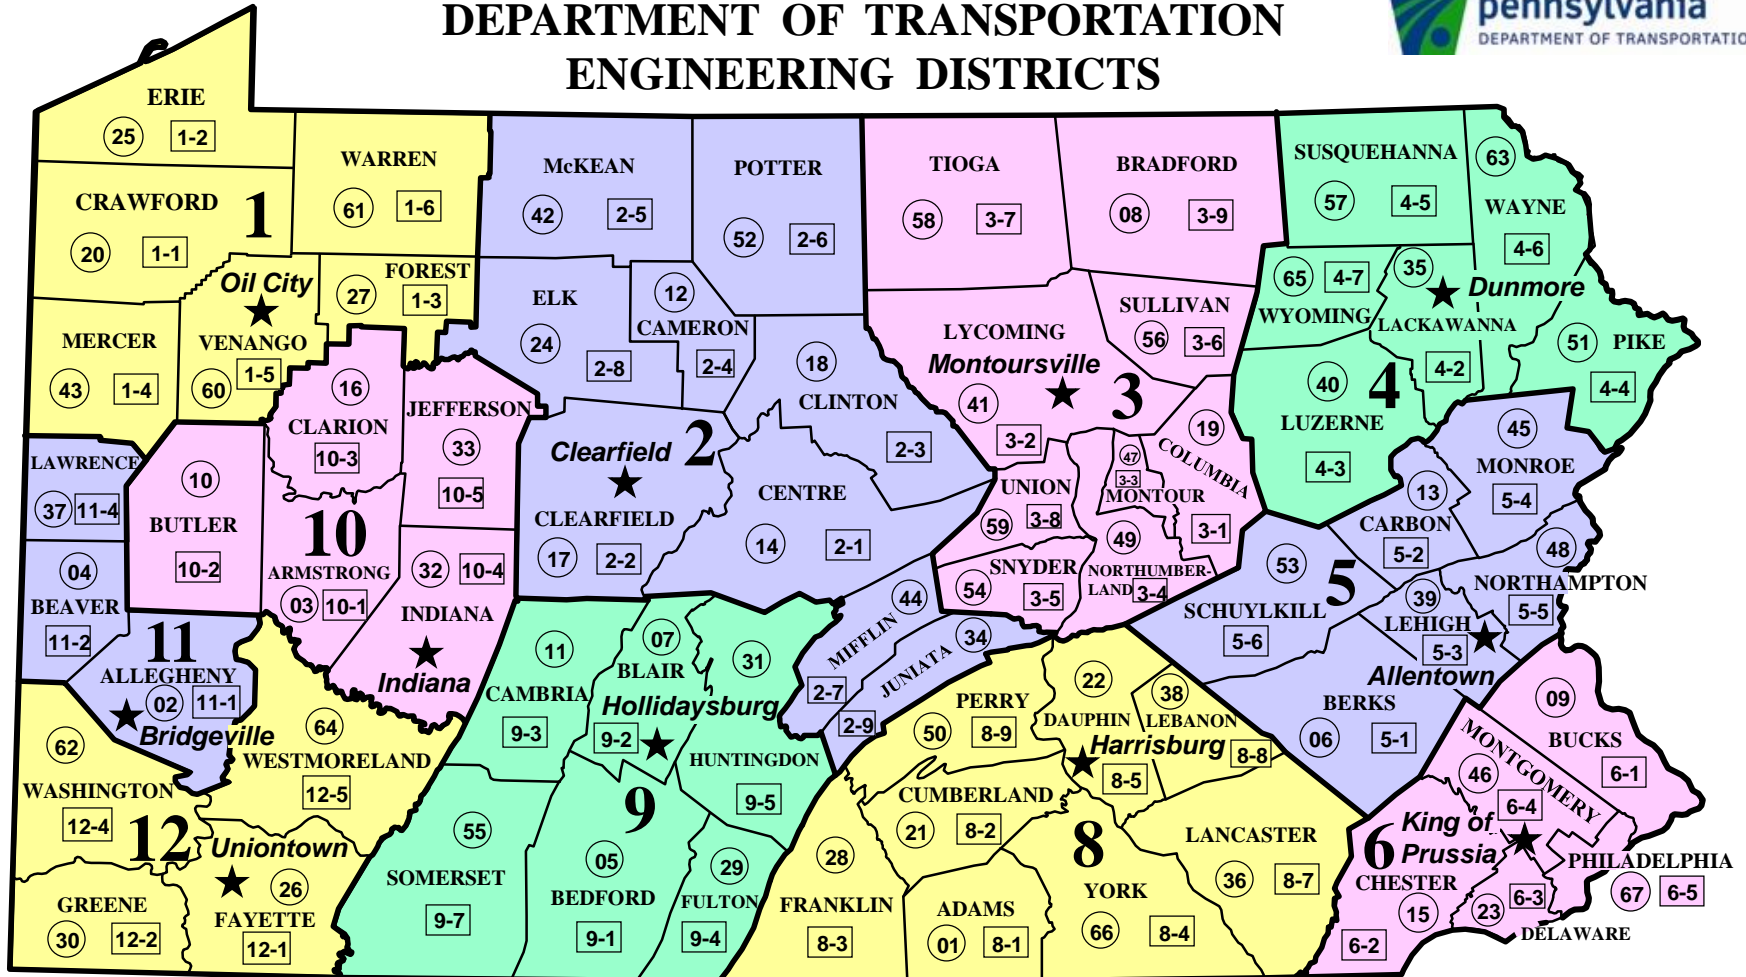 DEPARTMENT OF TRANSPORTATION
ENGINEERING DISTRICTS
pennsylvania
DEPARTMENT OF TRANSPORTATIO
ERIE
25 1-2
CRAWFORD
20 1-1
1
WARREN
61 1-6
Oil City
VENANGO
60 1-5
FOREST
27 1-3
MERCER
43 1-4
McKEAN
42 2-5
POTTER
52 2-6
ELK
24 2-8
12
CAMERON
2-4
18
CLINTON
2-3
Clearfield 2
CLEARFIELD
17 2-2
CENTRE
14 2-1
44
MIFFLIN
2-7
34
JUNIATA
2-9
TIOGA
58 3-7
BRADFORD
08 3-9
LYCOMING
Montoursville
41 3-2
3
SULLIVAN
56 3-6
19
COLUMBIA
3-1
47
3-3
MONTOUR
UNION
59 3-8
SNYDER
54 3-5
49
NORTHUMBER-
LAND 3-4
SUSQUEHANNA
57 4-5
63
WAYNE
4-6
65 4-7
WYOMING
35
Dunmore
LACKAWANNA
4-2
51 PIKE
4-4
40
LUZERNE
4-3
4
45
MONROE
5-4
13
CARBON
5-2
48
NORTHAMPTON
5-5
53 5
SCHUYLKILL
5-6
39
LEHIGH
5-3
Allentown
BERKS
06 5-1
09
BUCKS
6-1
MONTGOMERY
46
6-4
King of
Prussia
6
CHESTER
15
6-2
23 6-3
DELAWARE
PHILADELPHIA
67 6-5
22
DAUPHIN
Harrisburg
8-5
38
LEBANON
8-8
PERRY
50 8-9
CUMBERLAND
21 8-2
8
LANCASTER
36 8-7
YORK
66 8-4
ADAMS
01 8-1
28
FRANKLIN
8-3
11
CAMBRIA
9-3
07
BLAIR
Hollidaysburg
9-2
31
HUNTINGDON
9-5
9
55
SOMERSET
9-7
05
BEDFORD
9-1
29
FULTON
9-4
16
CLARION
10-3
JEFFERSON
33
10-5
10
BUTLER
10-2
10
ARMSTRONG
03 10-1
32 10-4
INDIANA
Indiana
LAWRENCE
37 11-4
04
BEAVER
11-2
11
ALLEGHENY
02 11-1
Bridgeville
62
WASHINGTON
12-4
12
64
WESTMORELAND
12-5
Uniontown
26
FAYETTE
12-1
GREENE
30 12-2